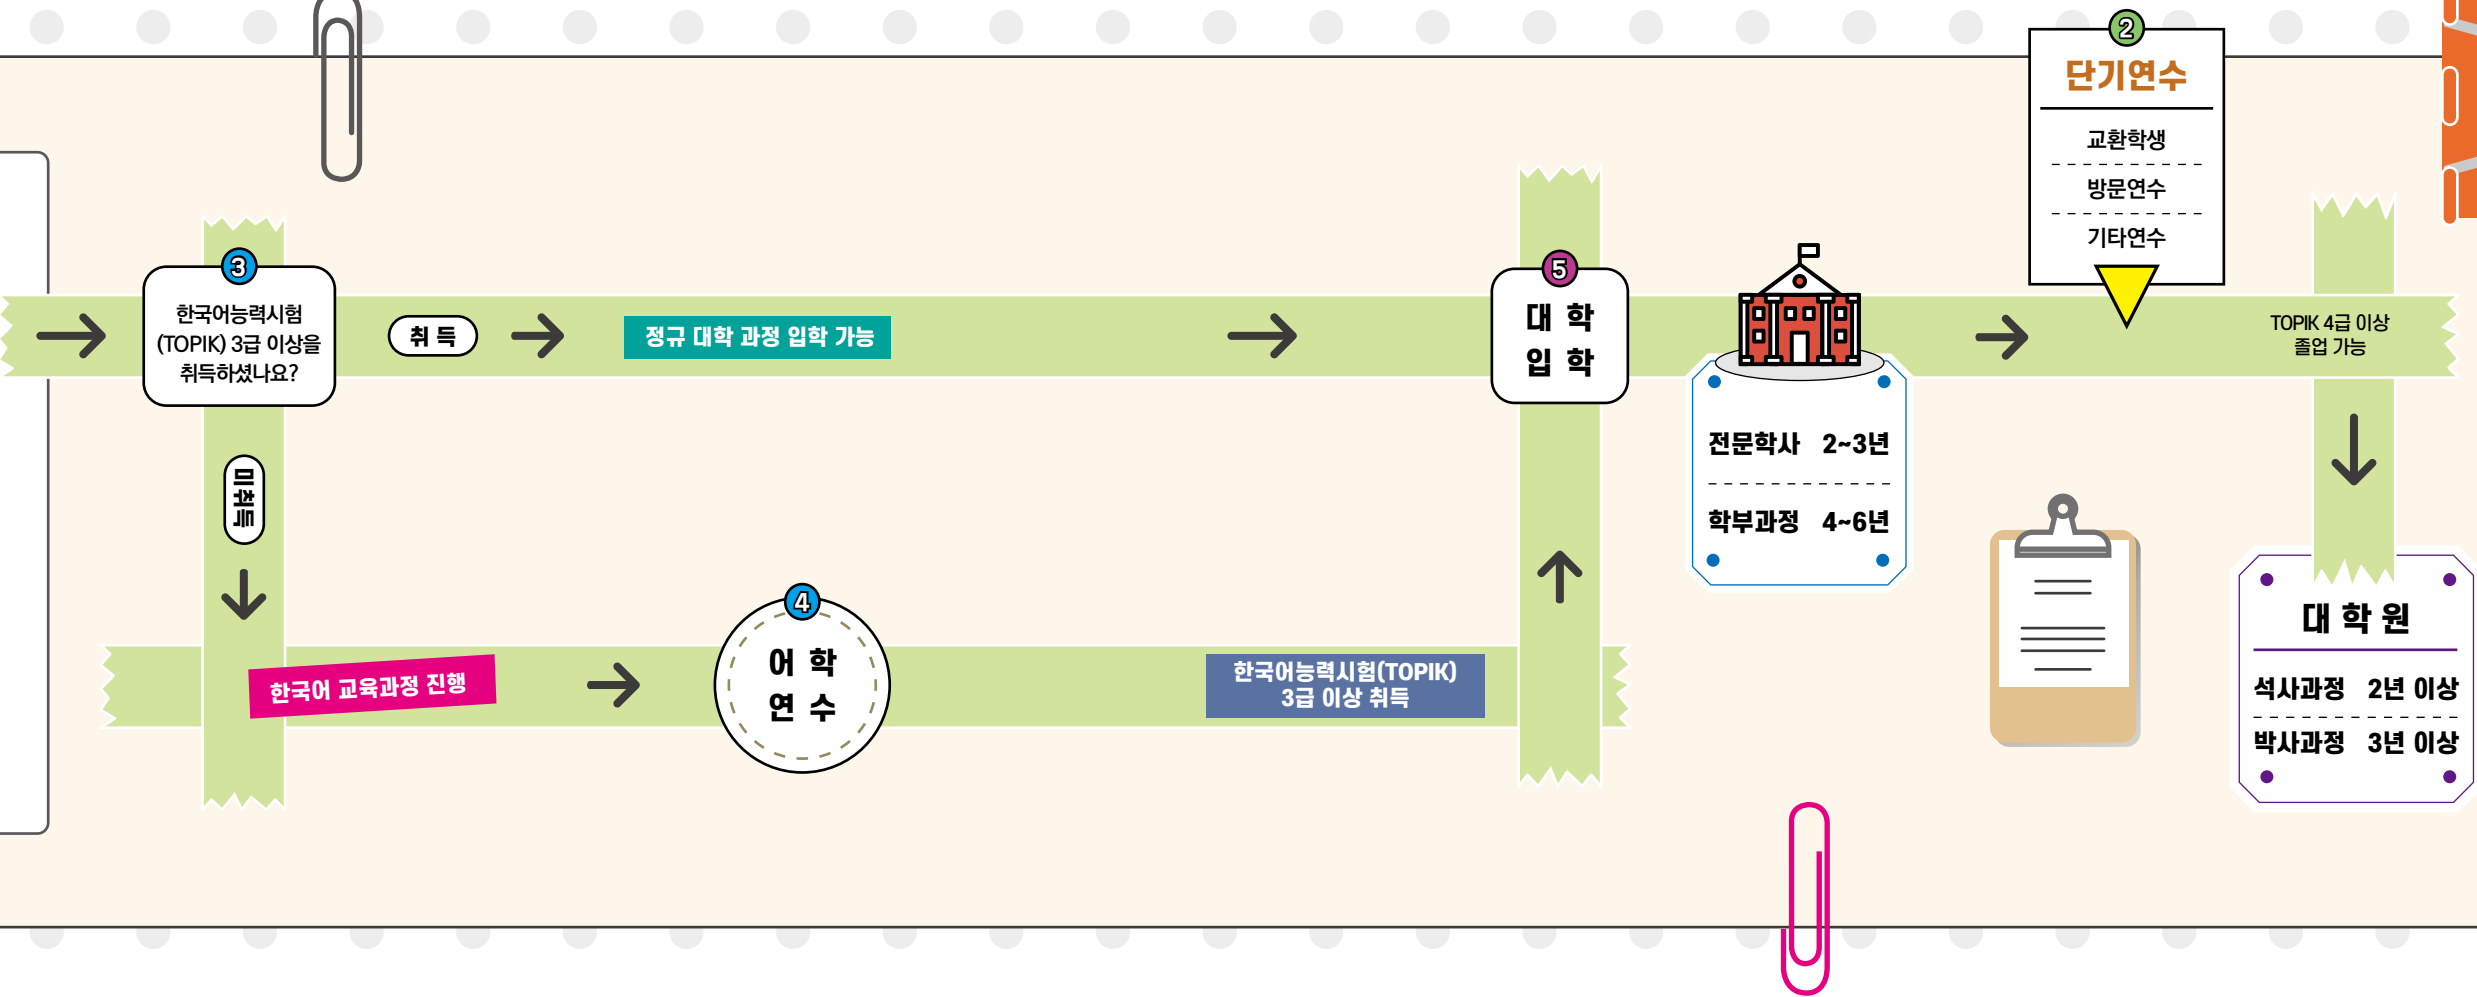 3
한국어능력시험
(TOPIK) 3급 이상을
취득하셨나요?
취 득
정규 대학 과정 입학 가능
미취득
한국어 교육과정 진행
4
어 학
연 수
한국어능력시험(TOPIK)
3급 이상 취득
5
대 학
입 학
전문학사 2~3년
학부과정 4~6년
2
단기연수
교환학생
방문연수
기타연수
TOPIK 4급 이상
졸업 가능
대 학 원
석사과정 2년 이상
박사과정 3년 이상